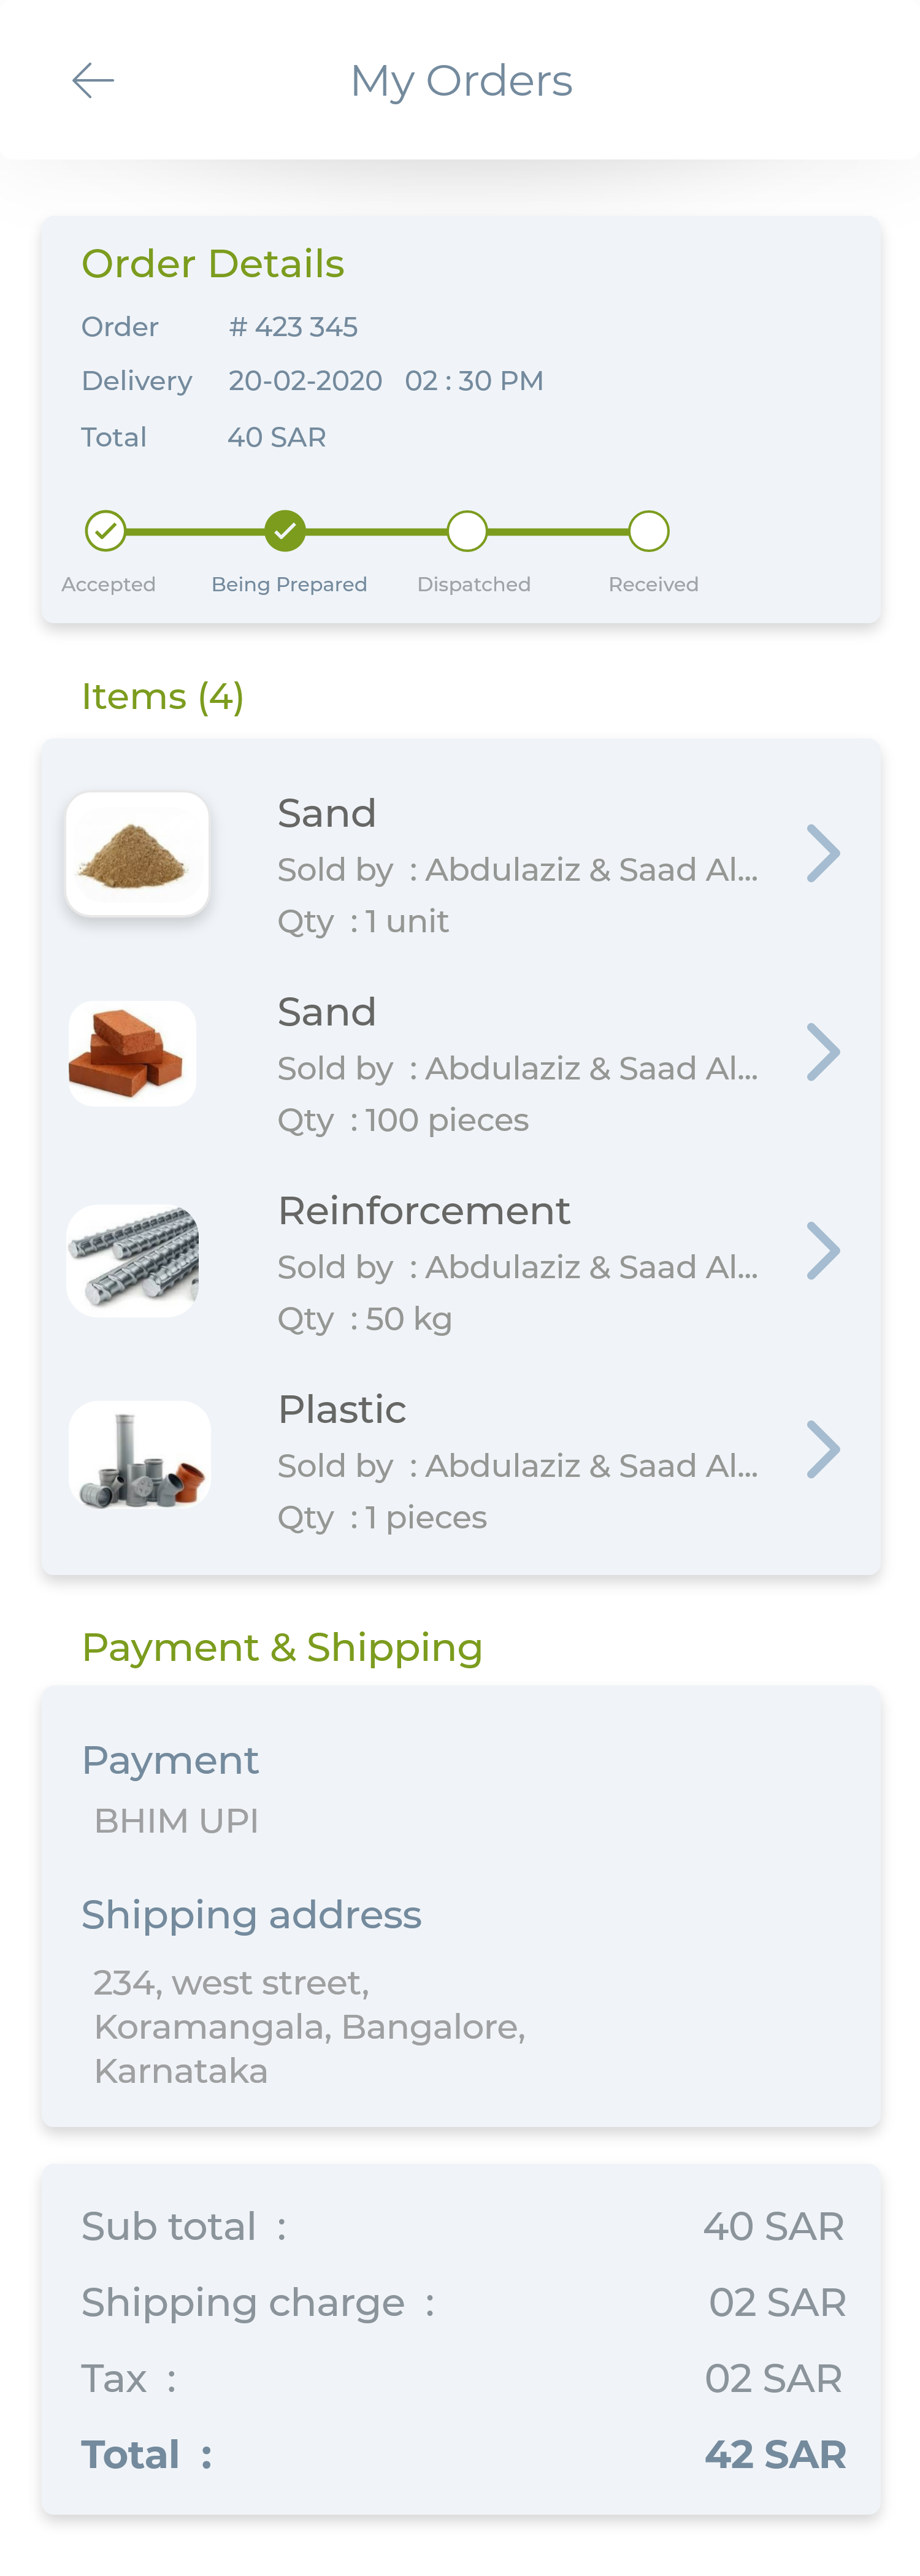 My Orders
Order Details
Order # 423 345
Delivery 20-02-2020 02 : 30 PM
Total 40 SAR
Accepted Being Prepared Dispatched Received
Items (4)
Sand
Sold by : Abdulaziz & Saad Al...
Qty : 1 unit
Sand
Sold by : Abdulaziz & Saad Al...
Qty : 100 pieces
Reinforcement
Sold by : Abdulaziz & Saad Al...
Qty : 50 kg
Plastic
Sold by : Abdulaziz & Saad Al...
Qty : 1 pieces
Payment & Shipping
Payment
BHIM UPI
Shipping address
234, west street,
Koramangala, Bangalore,
Karnataka
Sub total : 40 SAR
Shipping charge : 02 SAR
Tax : 02 SAR
Total : 42 SAR